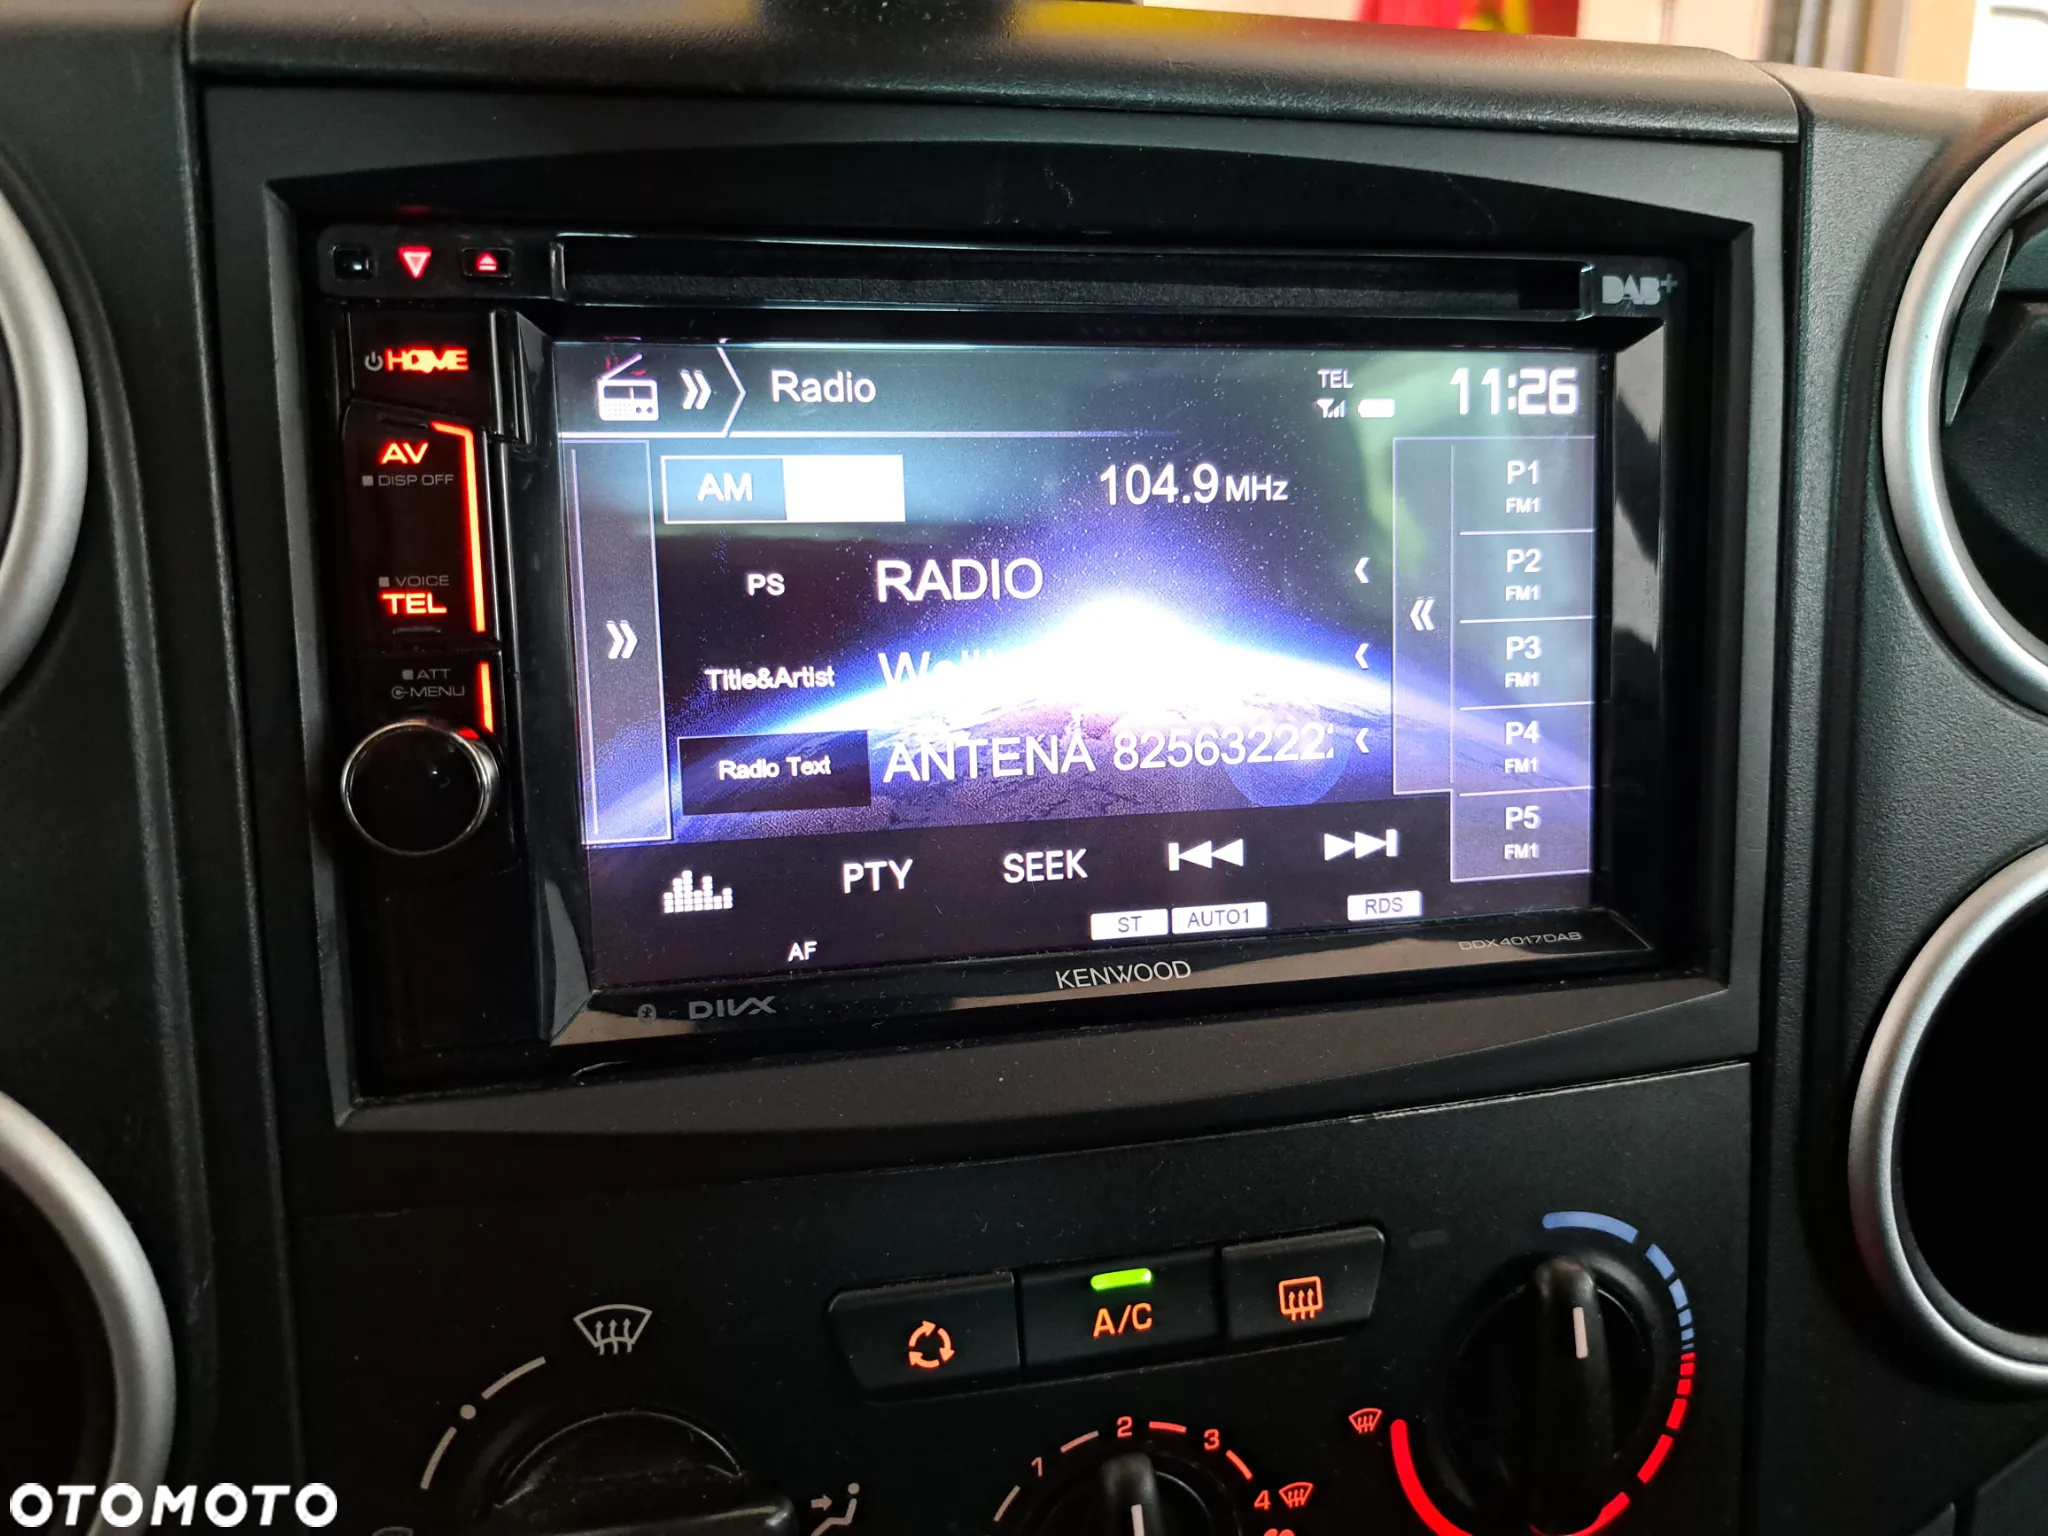 DAB+
HOME
Radio
TEL
11:26
AV
DISP OFF
AM
104.9 MHz
P1
FM1
PS
RADIO
P2
FM1
VOICE
TEL
Title&Artist
P3
FM1
ATT
MENU
Radio Text
ANTENA 82563222
P4
FM1
PTY
SEEK
P5
FM1
ST
AUTO1
RDS
AF
KENWOOD
DDX4017DAB
DIVX
A/C
1
2
3
4
OTOMOTO